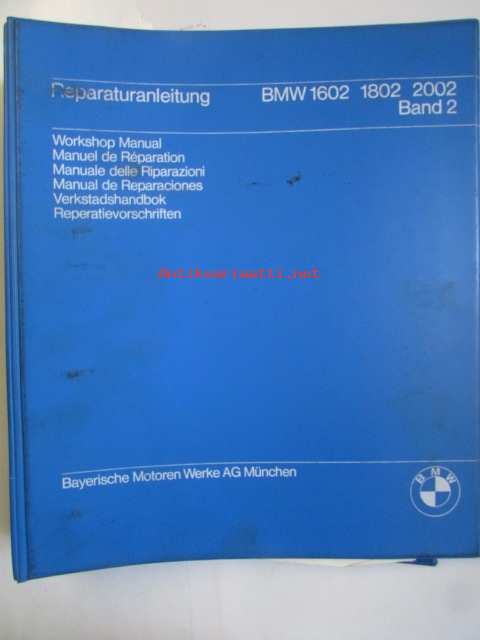 Reparaturanleitung BMW 1602 1802 2002
Band 2
Workshop Manual
Manuel de Réparation
Manuale delle Riparazioni
Manual de Reparaciones
Verkstadshandbok
Reperatievorschriften
Antikvariaatti.net
Bayerische Motoren Werke AG München
BMW